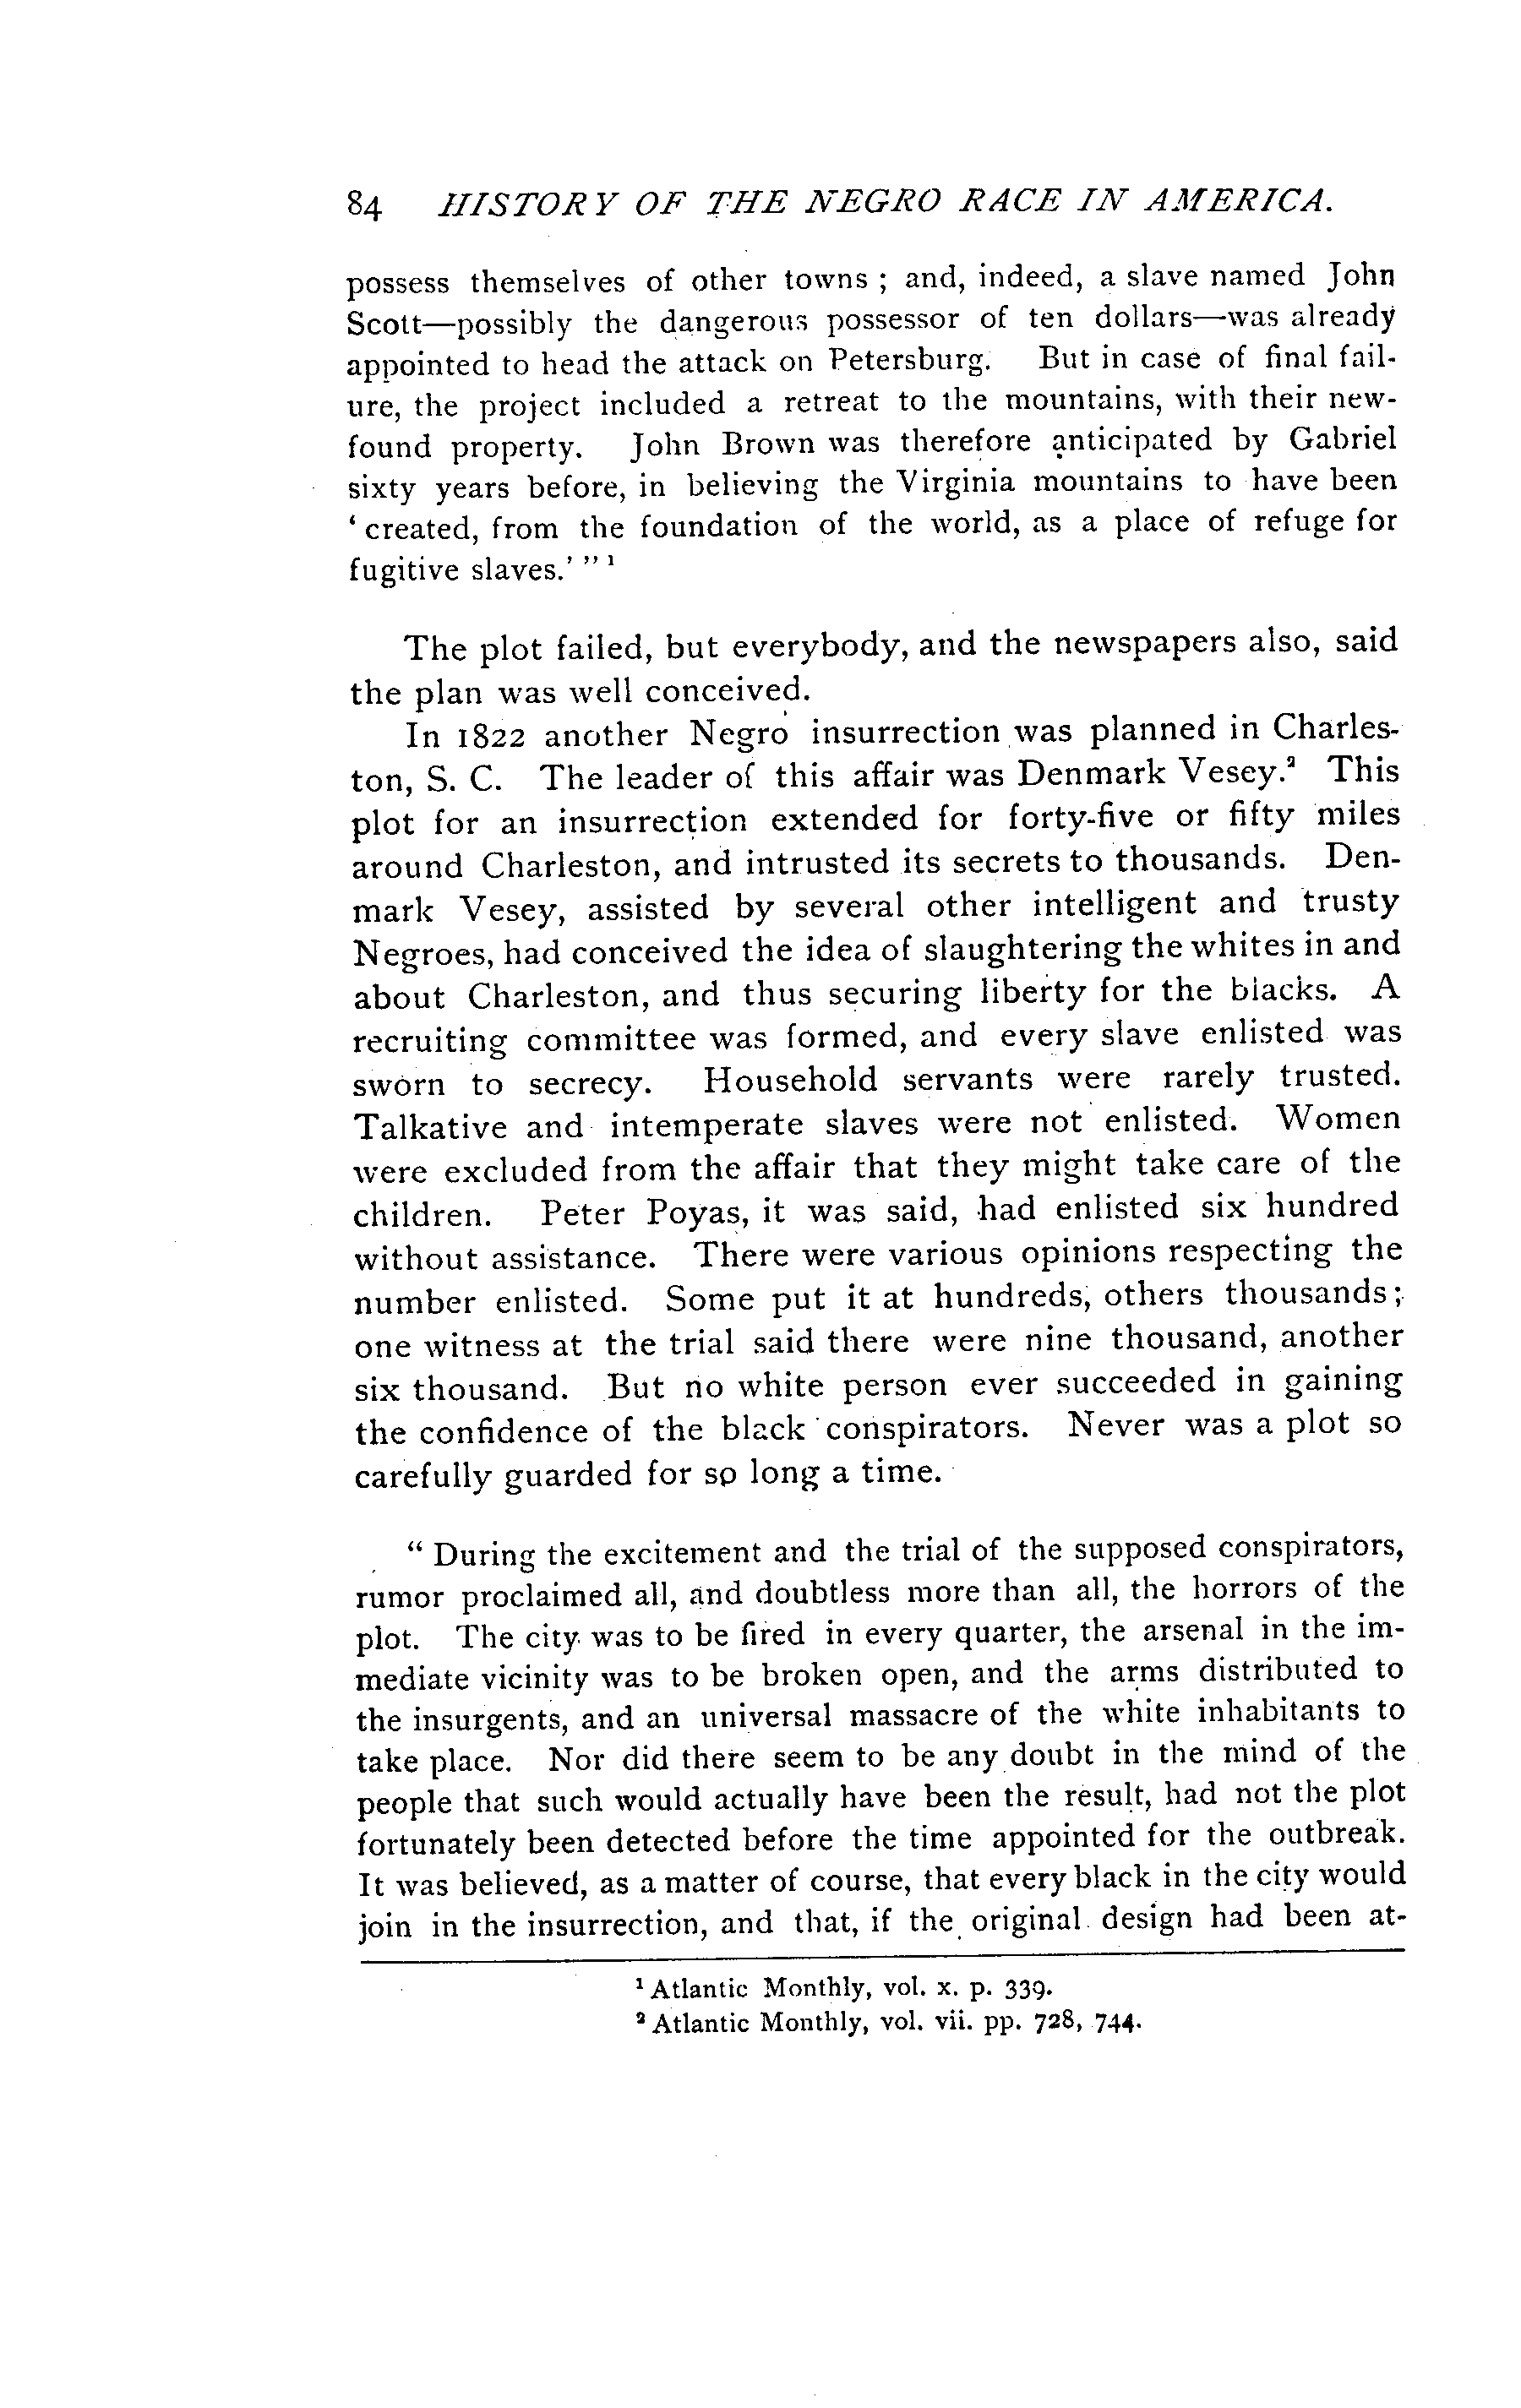 84 HISTORY OF THE NEGRO RACE IN AMERICA.
possess themselves of other towns ; and, indeed, a slave named John
Scott—possibly the dangerous possessor of ten dollars—was already
appointed to head the attack on Petersburg. But in case of final fail-
ure, the project included a retreat to the mountains, with their new-
found property. John Brown was therefore anticipated by Gabriel
sixty years before, in believing the Virginia mountains to have been
‘ created, from the foundation of the world, as a place of refuge for
fugitive slaves.’ ” ¹
The plot failed, but everybody, and the newspapers also, said
the plan was well conceived.
In 1822 another Negro insurrection was planned in Charles-
ton, S. C. The leader of this affair was Denmark Vesey.² This
plot for an insurrection extended for forty-five or fifty miles
around Charleston, and intrusted its secrets to thousands. Den-
mark Vesey, assisted by several other intelligent and trusty
Negroes, had conceived the idea of slaughtering the whites in and
about Charleston, and thus securing liberty for the blacks. A
recruiting committee was formed, and every slave enlisted was
sworn to secrecy. Household servants were rarely trusted.
Talkative and intemperate slaves were not enlisted. Women
were excluded from the affair that they might take care of the
children. Peter Poyas, it was said, had enlisted six hundred
without assistance. There were various opinions respecting the
number enlisted. Some put it at hundreds, others thousands;
one witness at the trial said there were nine thousand, another
six thousand. But no white person ever succeeded in gaining
the confidence of the black conspirators. Never was a plot so
carefully guarded for so long a time.
“ During the excitement and the trial of the supposed conspirators,
rumor proclaimed all, and doubtless more than all, the horrors of the
plot. The city was to be fired in every quarter, the arsenal in the im-
mediate vicinity was to be broken open, and the arms distributed to
the insurgents, and an universal massacre of the white inhabitants to
take place. Nor did there seem to be any doubt in the mind of the
people that such would actually have been the result, had not the plot
fortunately been detected before the time appointed for the outbreak.
It was believed, as a matter of course, that every black in the city would
join in the insurrection, and that, if the original design had been at-
¹ Atlantic Monthly, vol. x. p. 339.
² Atlantic Monthly, vol. vii. pp. 728, 744.